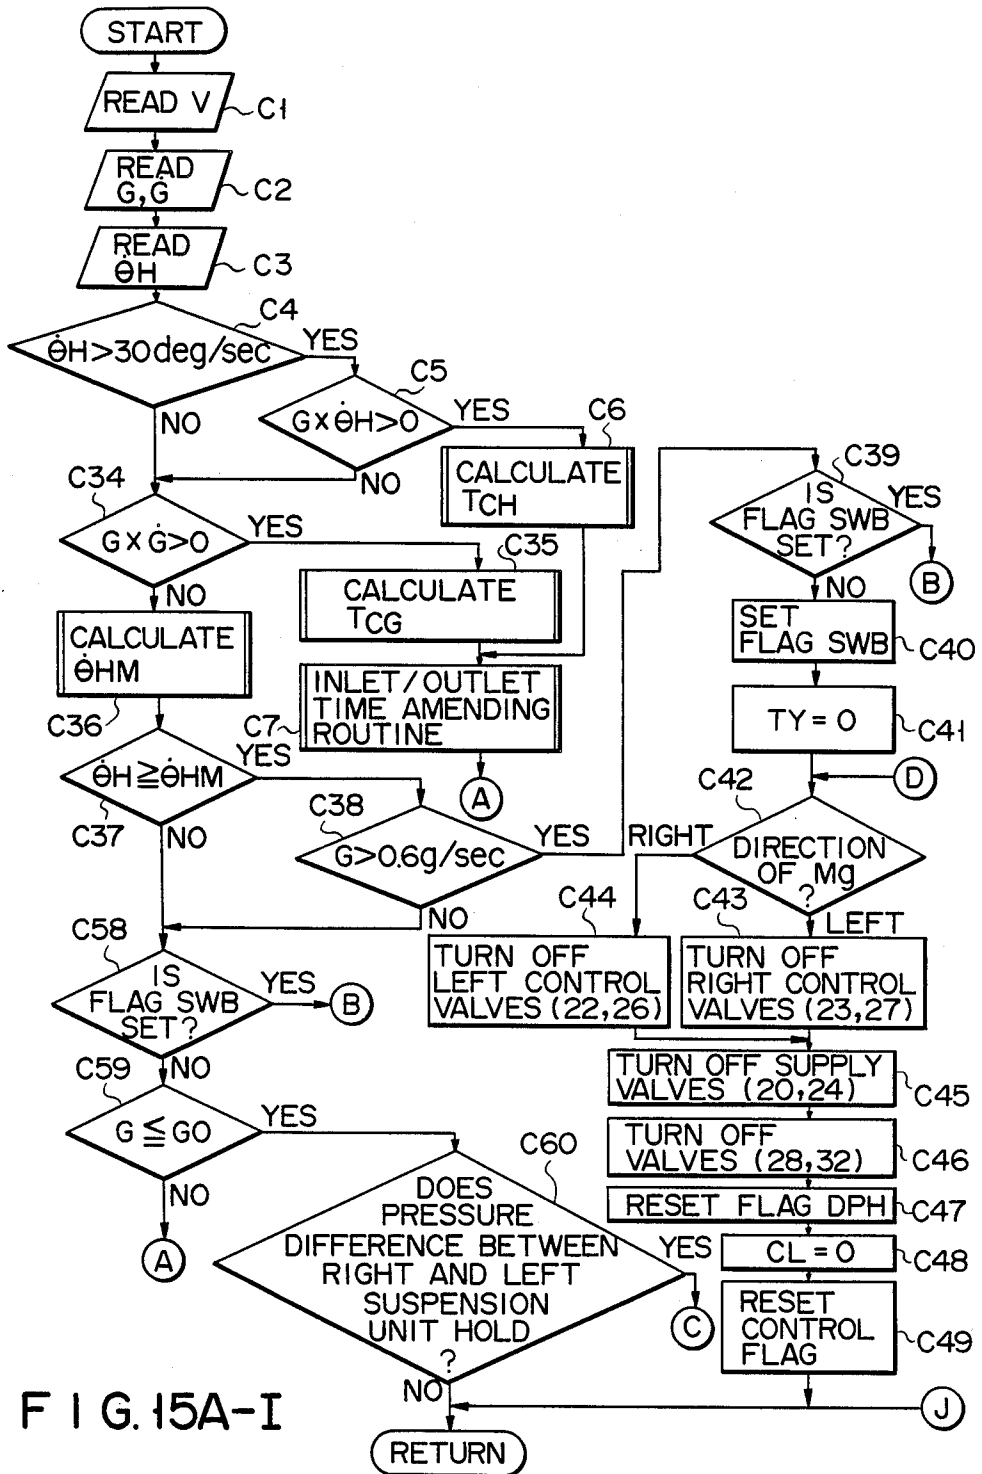 START
READ V
C1
READ
G, Ġ
C2
READ
θ̇H
C3
C4
θ̇H>30deg/sec
YES
NO
C5
G×θ̇H>0
YES
NO
C6
CALCULATE
TCH
C34
G×Ġ>0
YES
NO
C35
CALCULATE
TCG
CALCULATE
θ̇HM
C36
INLET/OUTLET
TIME AMENDING
ROUTINE
C7
A
θ̇H≧θ̇HM
YES
C37
NO
C38
G>0.6g/sec
YES
NO
C39
IS
FLAG SWB
SET?
YES
B
NO
SET
FLAG SWB
C40
TY=0
C41
D
C42
DIRECTION
OF Mg
?
RIGHT
LEFT
C44
TURN OFF
LEFT CONTROL
VALVES (22,26)
C43
TURN OFF
RIGHT CONTROL
VALVES (23,27)
TURN OFF SUPPLY
VALVES (20,24)
C45
TURN OFF
VALVES (28,32)
C46
RESET FLAG DPH
C47
CL=0
C48
RESET
CONTROL
FLAG
C49
J
C58
IS
FLAG SWB
SET?
YES
B
NO
C59
G≦GO
YES
NO
A
C60
DOES
PRESSURE
DIFFERENCE BETWEEN
RIGHT AND LEFT
SUSPENSION
UNIT HOLD
?
YES
C
NO
RETURN
FIG. 15A-I